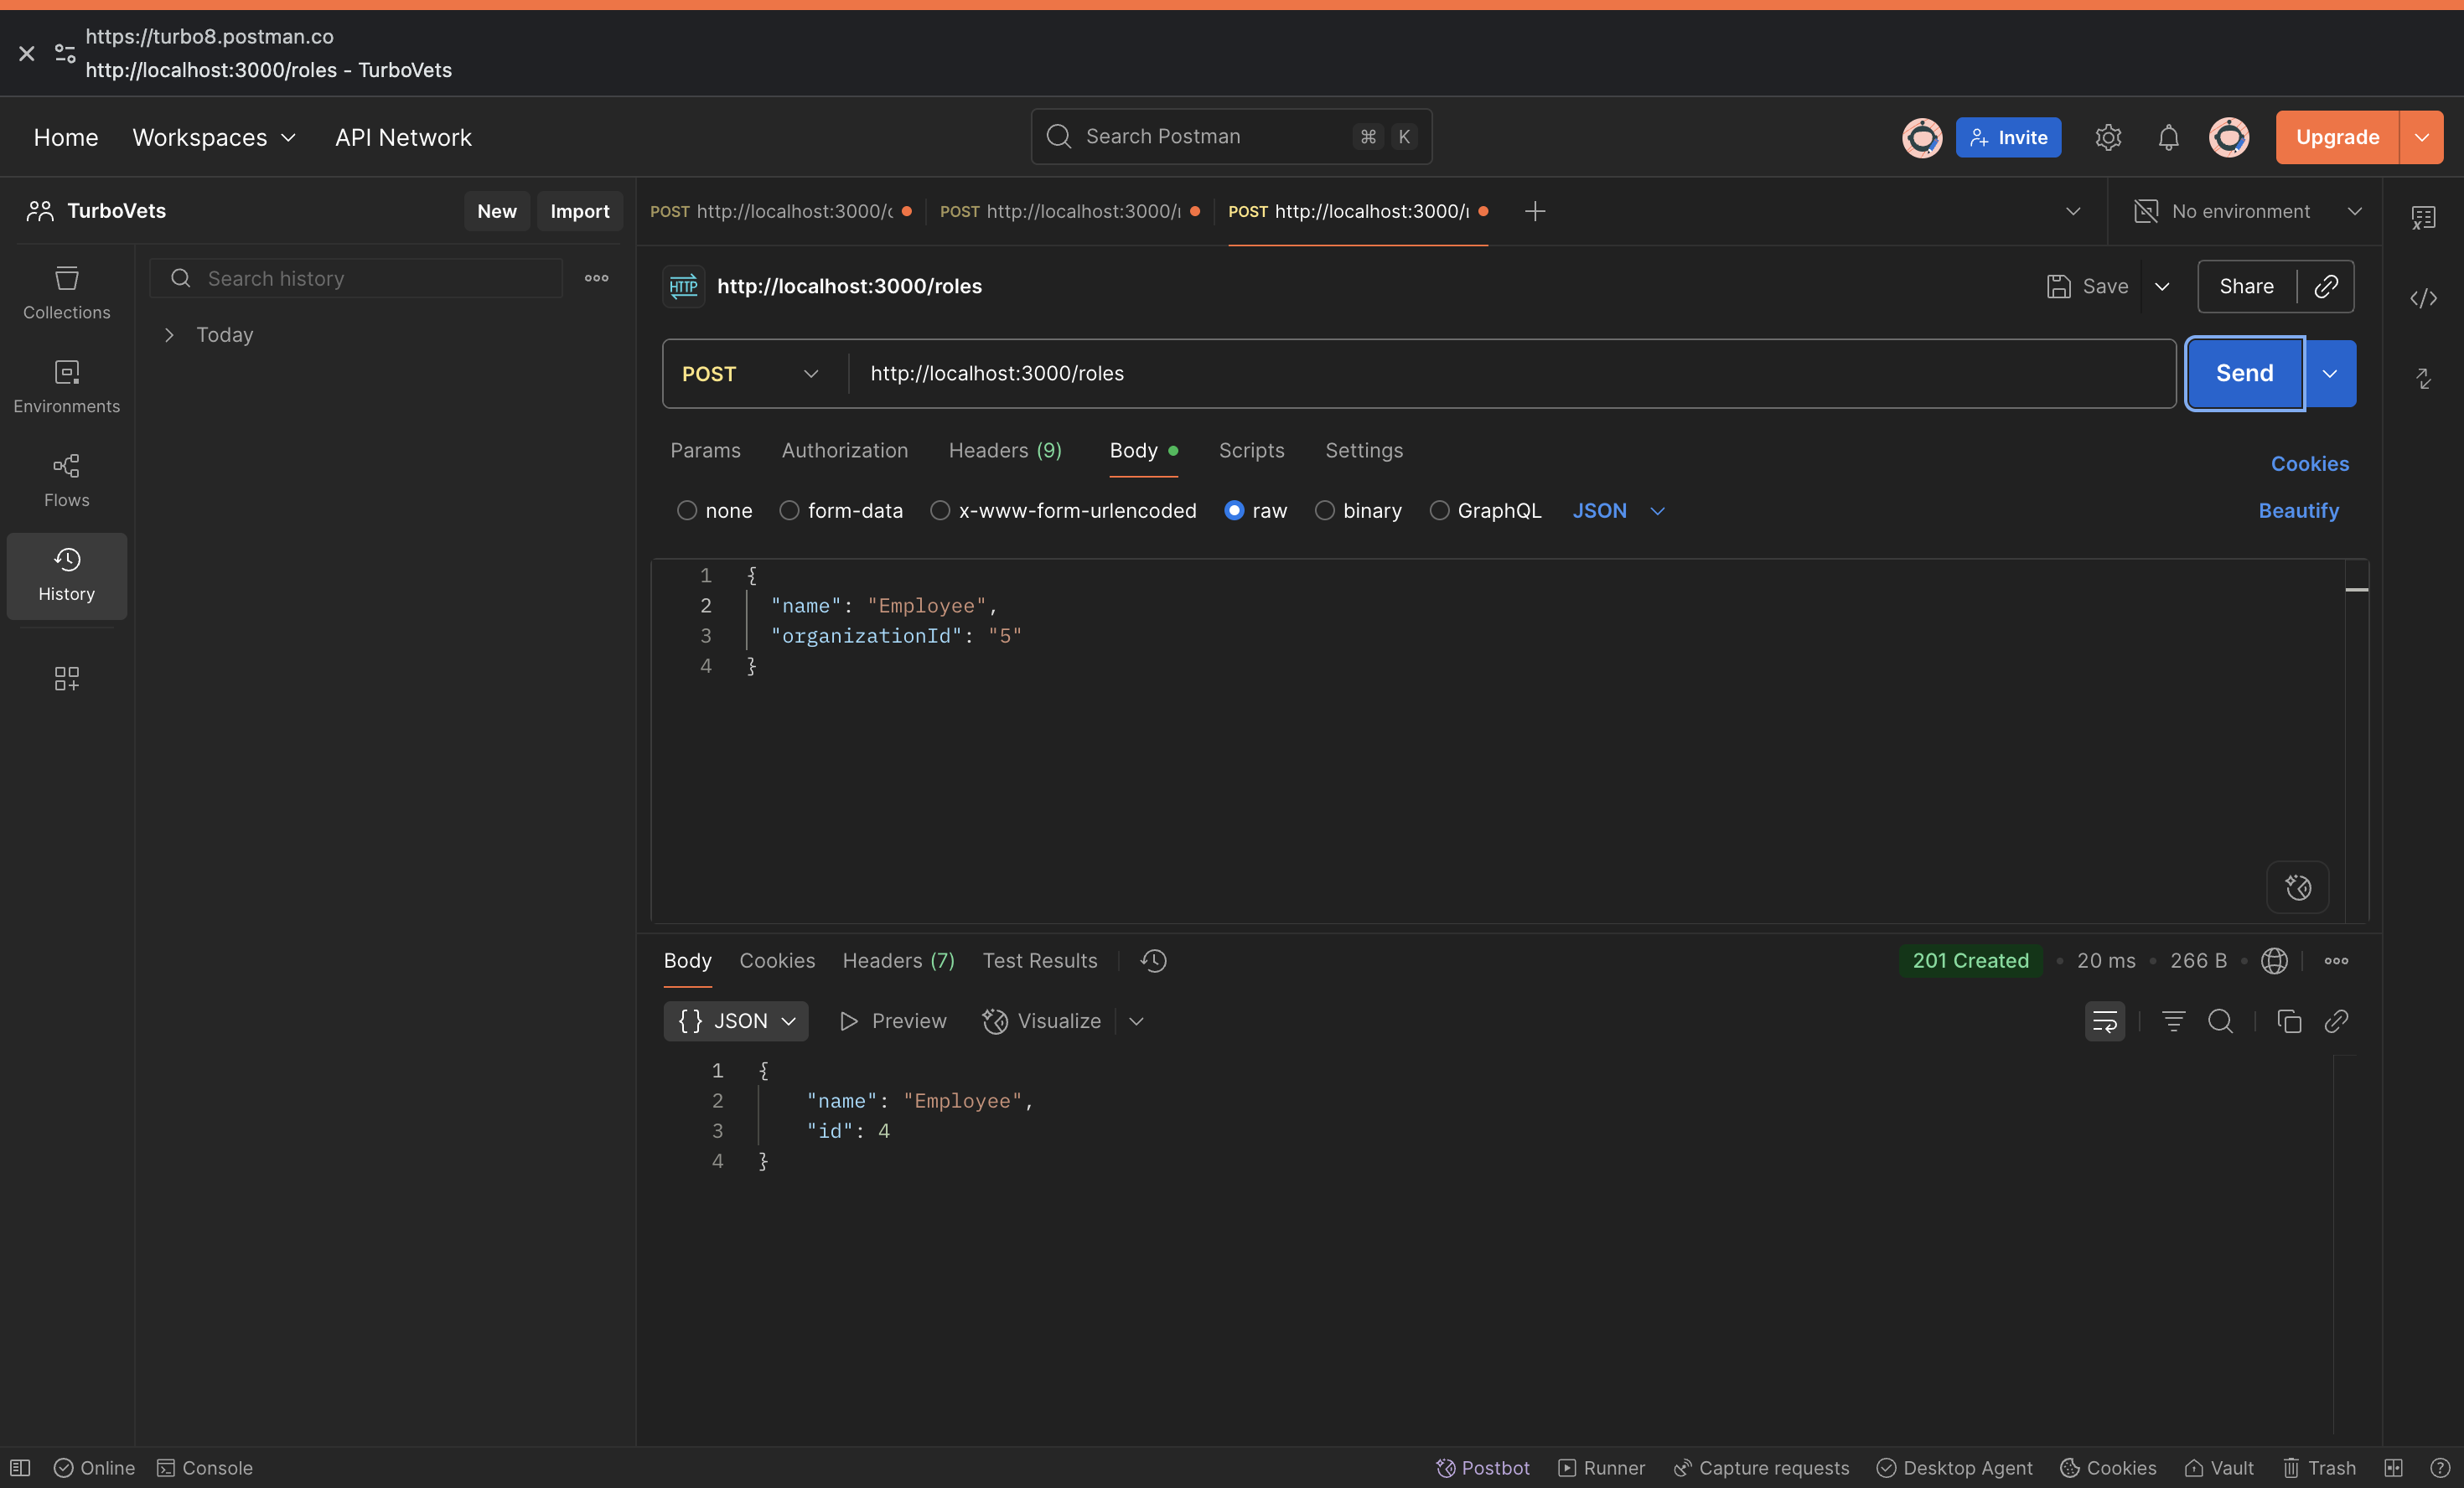 https://turbo8.postman.co
http://localhost:3000/roles - TurboVets
Home Workspaces API Network Search Postman ⌘ K Invite Upgrade
TurboVets New Import
POST http://localhost:3000/ POST http://localhost:3000/ POST http://localhost:3000/ No environment
Collections
Environments
Flows
History
Search history
Today
HTTP http://localhost:3000/roles Save Share
POST http://localhost:3000/roles Send
Params Authorization Headers (9) Body Scripts Settings Cookies
none form-data x-www-form-urlencoded raw binary GraphQL JSON Beautify
1 {
2 "name": "Employee",
3 "organizationId": "5"
4 }
Body Cookies Headers (7) Test Results 201 Created • 20 ms • 266 B •
{} JSON Preview Visualize
1 {
2 "name": "Employee",
3 "id": 4
4 }
Online Console Postbot Runner Capture requests Desktop Agent Cookies Vault Trash